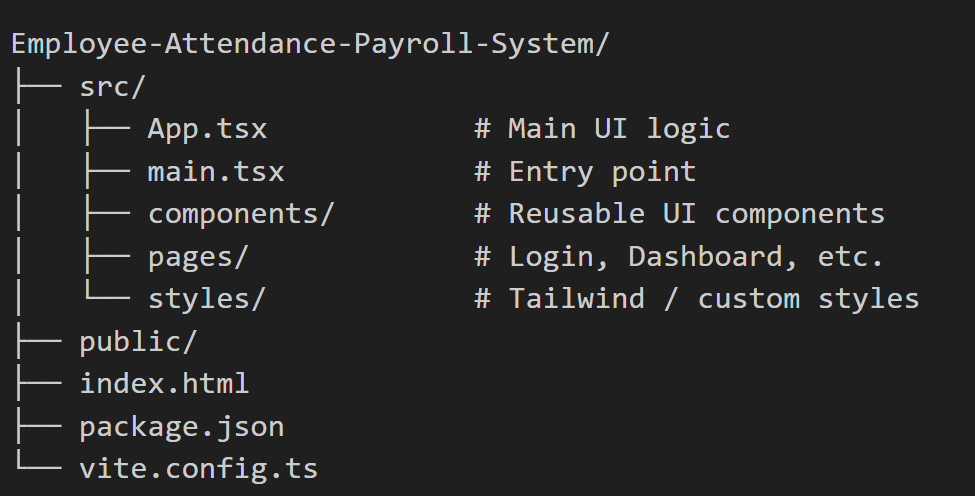 Employee-Attendance-Payroll-System/
├── src/
│   ├── App.tsx            # Main UI logic
│   ├── main.tsx           # Entry point
│   ├── components/        # Reusable UI components
│   ├── pages/             # Login, Dashboard, etc.
│   └── styles/            # Tailwind / custom styles
├── public/
├── index.html
├── package.json
└── vite.config.ts